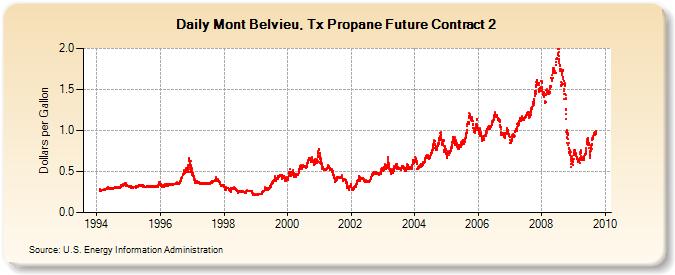 Daily Mont Belvieu, Tx Propane Future Contract 2
Dollars per Gallon
2.0
1.5
1.0
0.5
0.0
1994 1996 1998 2000 2002 2004 2006 2008 2010
Source: U.S. Energy Information Administration